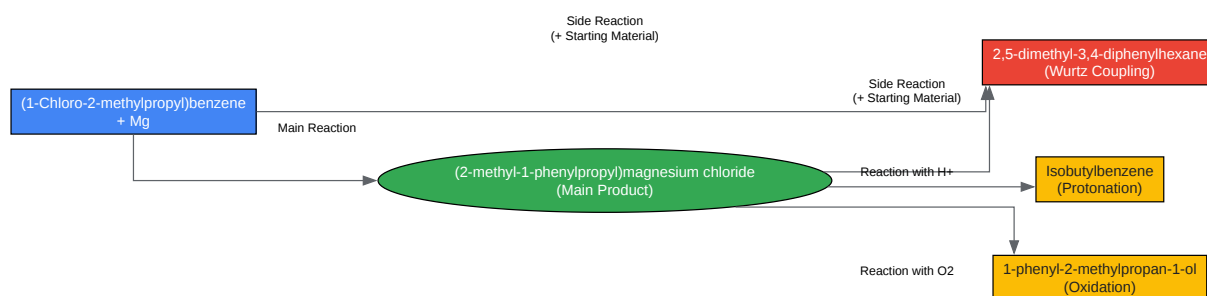 Side Reaction
(+ Starting Material)
2,5-dimethyl-3,4-diphenylhexane
(Wurtz Coupling)
Side Reaction
(+ Starting Material)
(1-Chloro-2-methylpropyl)benzene
+ Mg
Main Reaction
(2-methyl-1-phenylpropyl)magnesium chloride
(Main Product)
Reaction with H+
Isobutylbenzene
(Protonation)
Reaction with O2
1-phenyl-2-methylpropan-1-ol
(Oxidation)